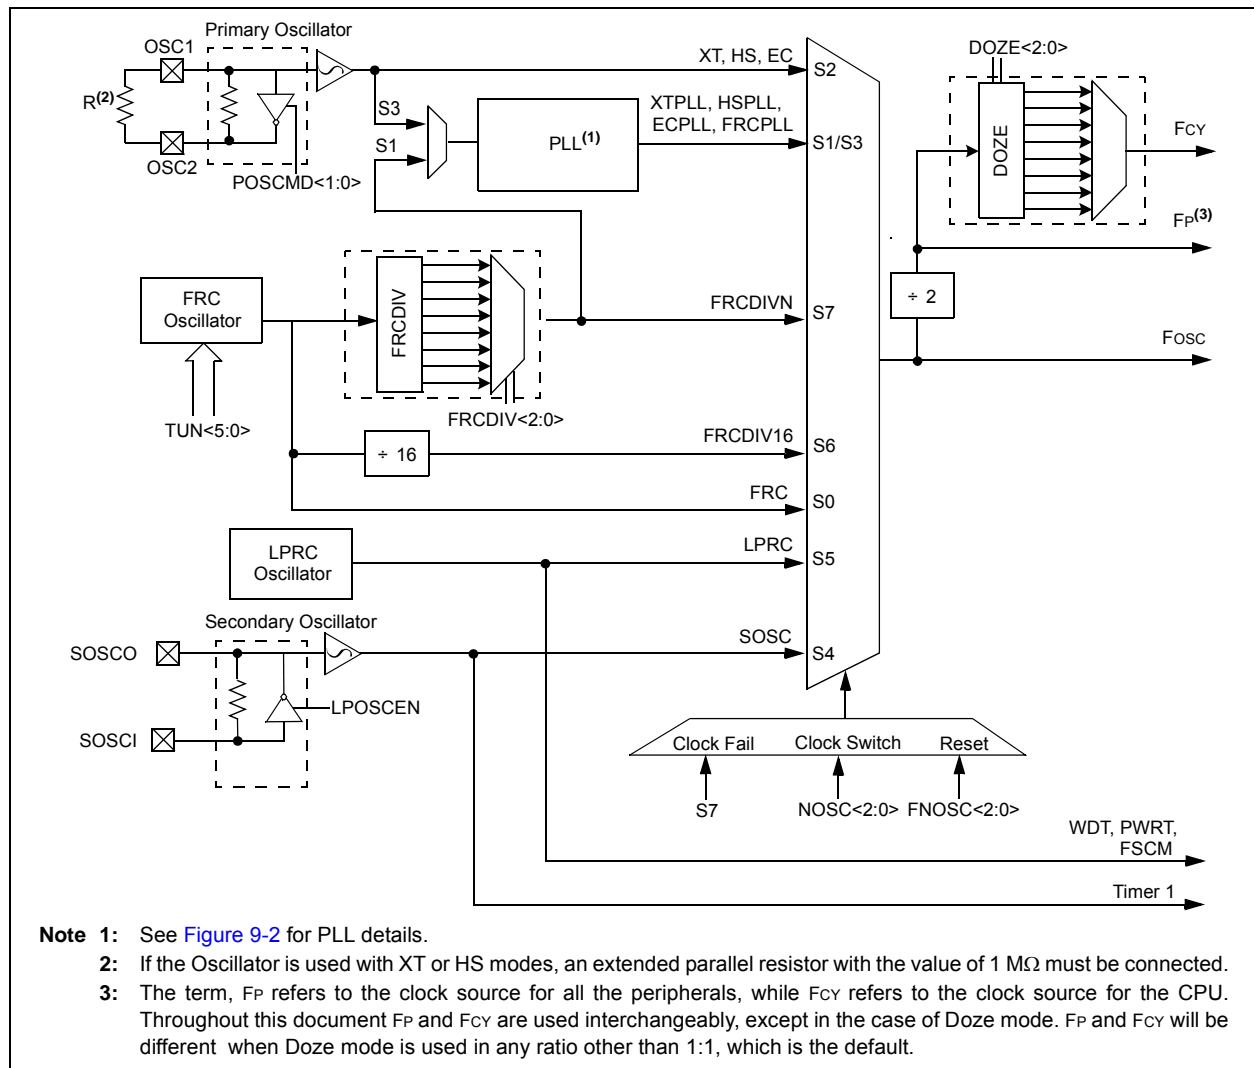 Primary Oscillator
OSC1
R(2)
OSC2
POSCMD<1:0>
S3
S1
PLL(1)
XT, HS, EC
XTPLL, HSPLL,
ECPLL, FRCPLL
S2
S1/S3
DOZE<2:0>
DOZE
FCY
FP(3)
÷ 2
FOSC
FRC
Oscillator
TUN<5:0>
FRCDIV
FRCDIV<2:0>
FRCDIVN
S7
÷ 16
FRCDIV16
S6
FRC
S0
LPRC
Oscillator
LPRC
S5
Secondary Oscillator
SOSCO
SOSCI
LPOSCEN
SOSC
S4
Clock Fail
Clock Switch
Reset
S7
NOSC<2:0>
FNOSC<2:0>
WDT, PWRT,
FSCM
Timer 1
Note 1: See Figure 9-2 for PLL details.
2: If the Oscillator is used with XT or HS modes, an extended parallel resistor with the value of 1 MΩ must be connected.
3: The term, FP refers to the clock source for all the peripherals, while FCY refers to the clock source for the CPU.
Throughout this document FP and FCY are used interchangeably, except in the case of Doze mode. FP and FCY will be
different when Doze mode is used in any ratio other than 1:1, which is the default.